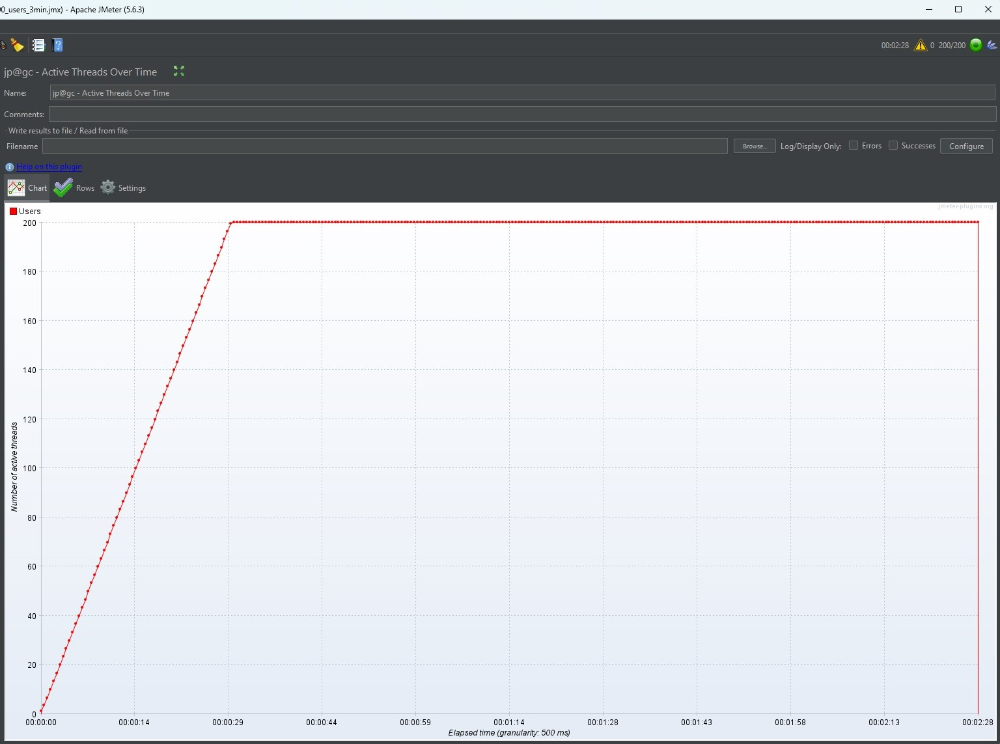 00_users_3min.jmx) - Apache JMeter (5.6.3)
00:02:28 0 200/200
jp@gc - Active Threads Over Time
Name: jp@gc - Active Threads Over Time
Comments:
Write results to file / Read from file
Filename Browse... Log/Display Only: Errors Successes Configure
Help on this plugin
Chart Rows Settings
jmeter-plugins.org
Users
200
180
160
140
120
100
80
60
40
20
0
Number of active threads
00:00:00 00:00:14 00:00:29 00:00:44 00:00:59 00:01:14 00:01:28 00:01:43 00:01:58 00:02:13 00:02:28
Elapsed time (granularity: 500 ms)